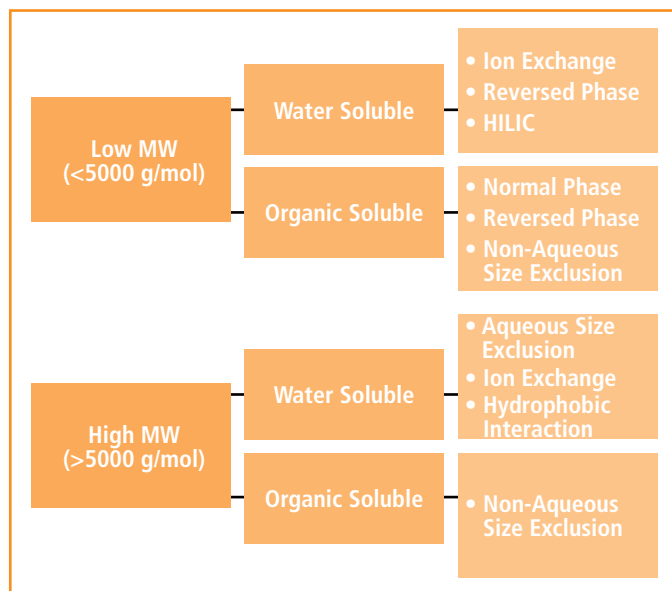 Low MW
(<5000 g/mol)
Water Soluble
• Ion Exchange
• Reversed Phase
• HILIC
Organic Soluble
• Normal Phase
• Reversed Phase
• Non-Aqueous
Size Exclusion
High MW
(>5000 g/mol)
Water Soluble
• Aqueous Size
Exclusion
• Ion Exchange
• Hydrophobic
Interaction
Organic Soluble
• Non-Aqueous
Size Exclusion